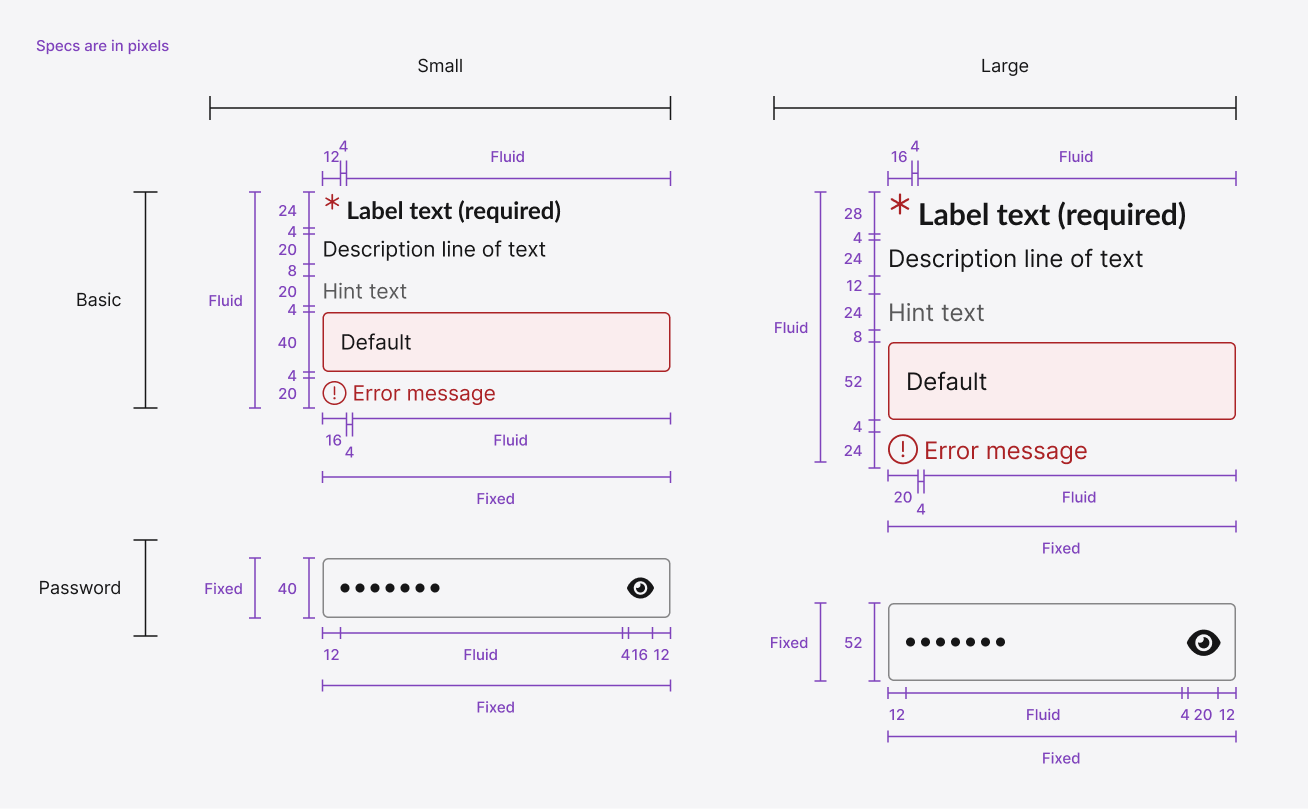 Specs are in pixels
Small
Large
12 4 Fluid
16 4 Fluid
Basic
Fluid
24
4
20
8
20
4
40
4
20
* Label text (required)
Description line of text
Hint text
Default
! Error message
16 4 Fluid
Fixed
Fluid
28
4
24
12
24
8
52
4
24
* Label text (required)
Description line of text
Hint text
Default
! Error message
20 4 Fluid
Fixed
Password
Fixed 40
12 Fluid 4 16 12
Fixed
Fixed 52
12 Fluid 4 20 12
Fixed